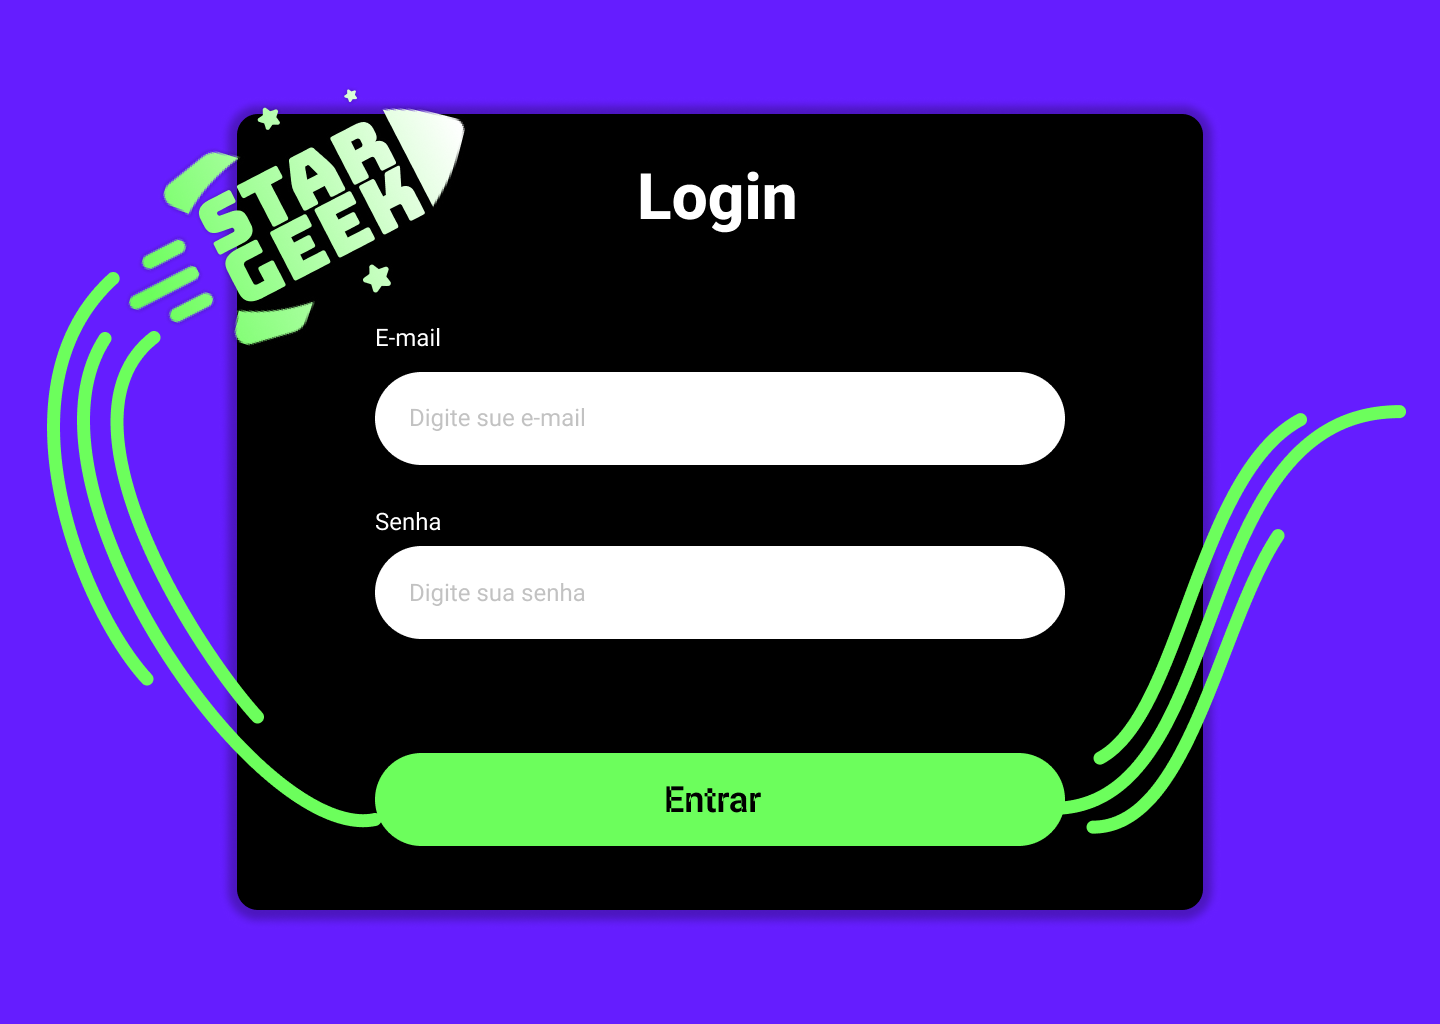 STAR
GEEK
Login
E-mail
Digite sue e-mail
Senha
Digite sua senha
Entrar